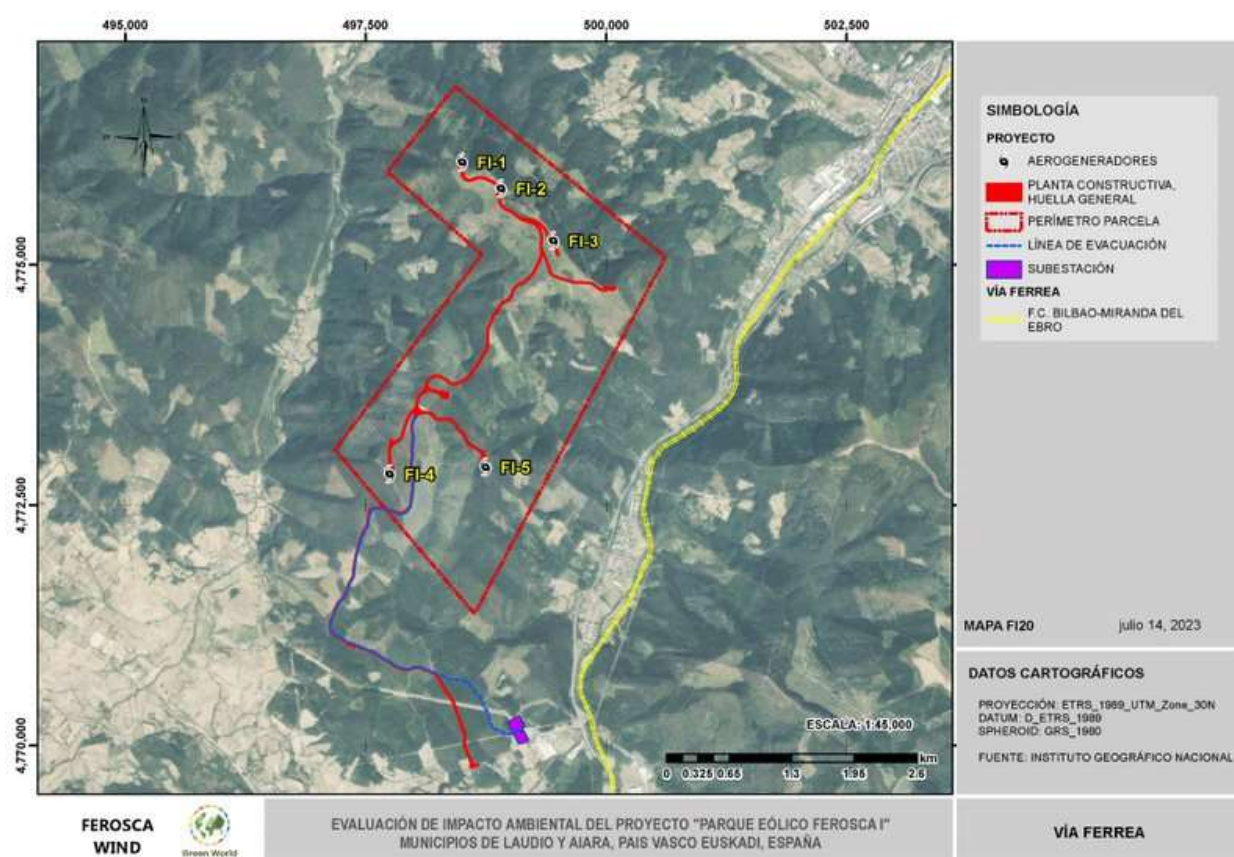 495,000
497,500
500,000
502,500
4,775,000
4,772,500
4,770,000
FI-1
FI-2
FI-3
FI-4
FI-5
ESCALA: 1:45,000
km
0 0.325 0.65 1.3 1.95 2.6
SIMBOLOGÍA
PROYECTO
AEROGENERADORES
PLANTA CONSTRUCTIVA,
HUELLA GENERAL
PERÍMETRO PARCELA
LÍNEA DE EVACUACIÓN
SUBESTACIÓN
VÍA FERREA
F.C. BILBAO-MIRANDA DEL
EBRO
MAPA FI20 julio 14, 2023
DATOS CARTOGRÁFICOS
PROYECCIÓN: ETRS_1989_UTM_Zone_30N
DATUM: D_ETRS_1989
SPHEROID: GRS_1980
FUENTE: INSTITUTO GEOGRÁFICO NACIONAL
FEROSCA
WIND
Green World
EVALUACIÓN DE IMPACTO AMBIENTAL DEL PROYECTO "PARQUE EÓLICO FEROSCA I"
MUNICIPIOS DE LAUDIO Y AIARA, PAIS VASCO EUSKADI, ESPAÑA
VÍA FERREA